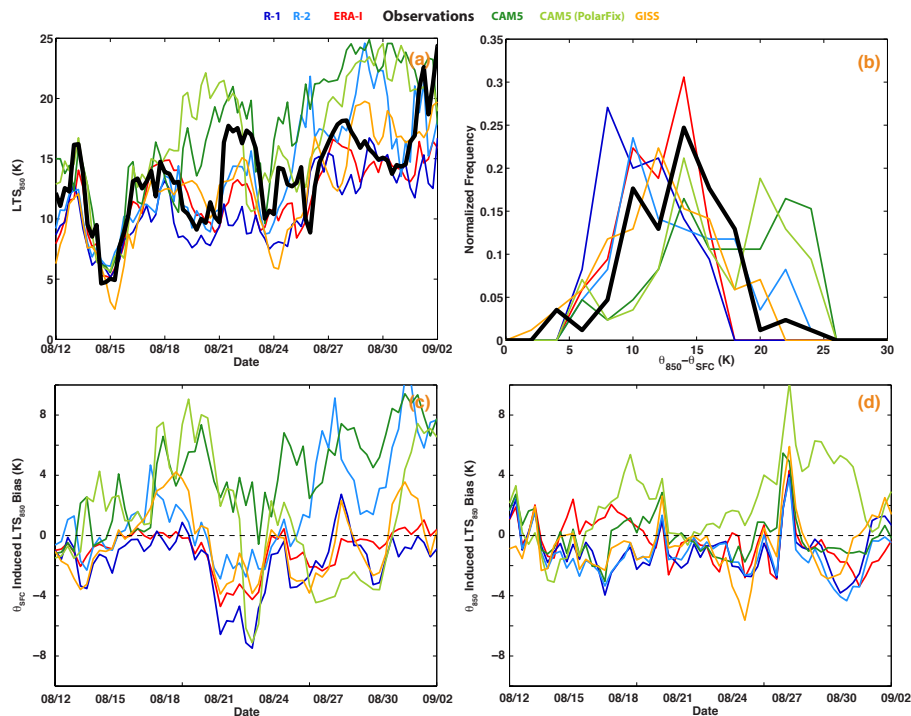 R-1 R-2 ERA-I Observations CAM5 CAM5 (PolarFix) GISS
(a)
LTS850 (K)
25
20
15
10
5
0
08/12 08/15 08/18 08/21 08/24 08/27 08/30 09/02
Date
(b)
Normalized Frequency
0.35
0.3
0.25
0.2
0.15
0.1
0.05
0
0 5 10 15 20 25 30
θ850−θSFC (K)
(c)
θSFC Induced LTS850 Bias (K)
8
4
0
−4
−8
08/12 08/15 08/18 08/21 08/24 08/27 08/30 09/02
Date
(d)
θ850 Induced LTS850 Bias (K)
8
4
0
−4
−8
08/12 08/15 08/18 08/21 08/24 08/27 08/30 09/02
Date